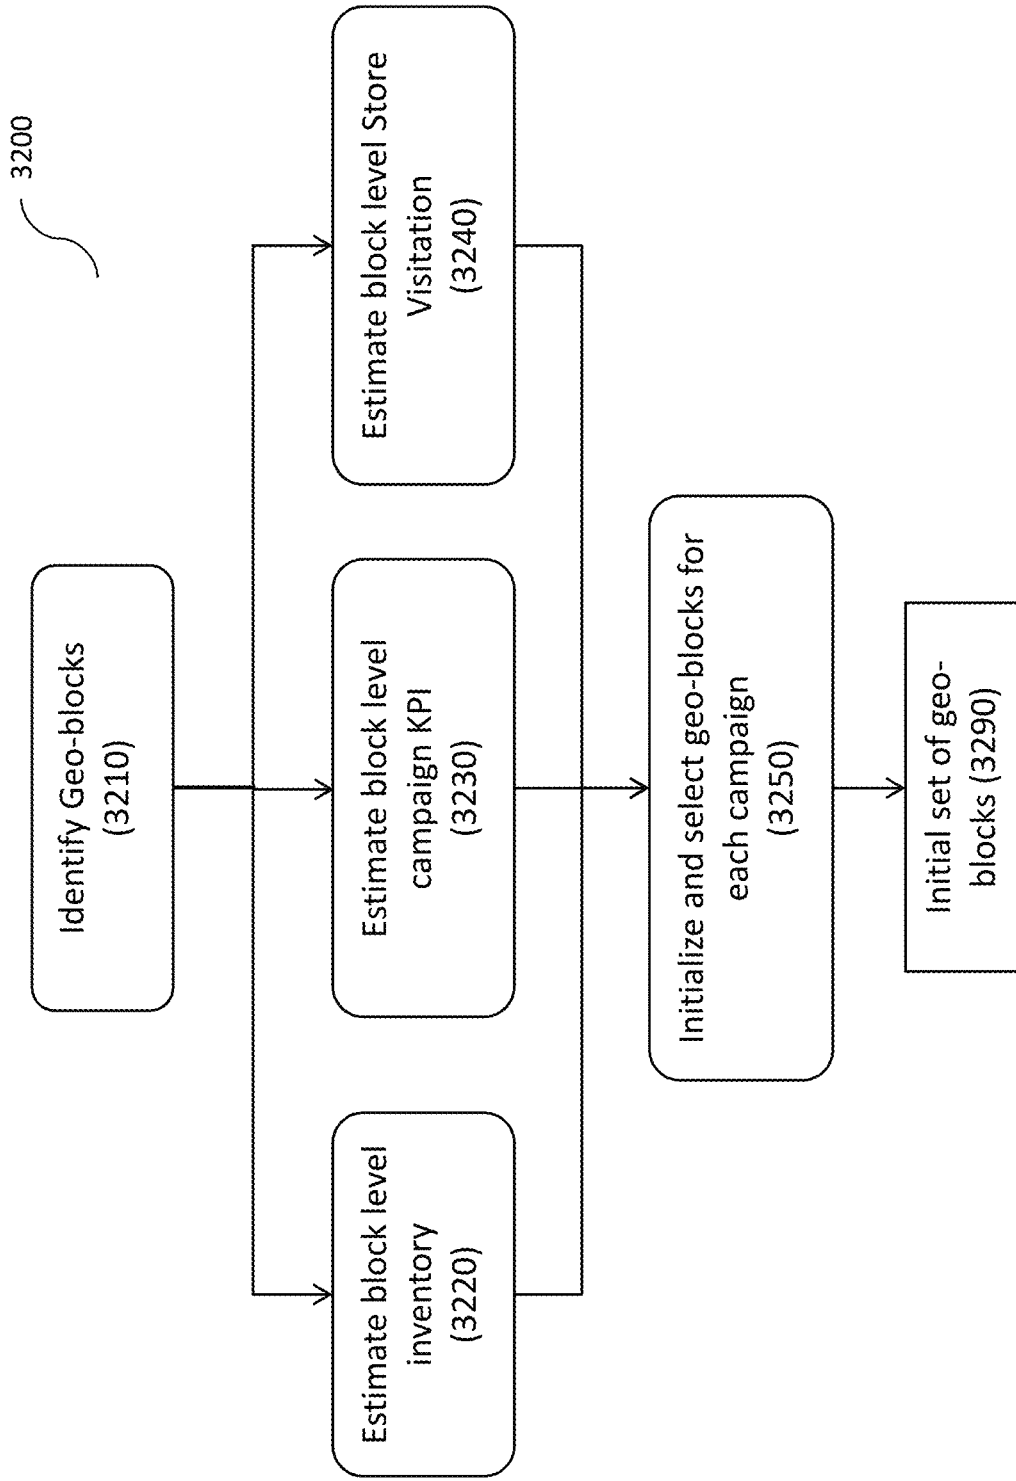 3200
Identify Geo-blocks
(3210)
Estimate block level
inventory
(3220)
Estimate block level
campaign KPI
(3230)
Estimate block level Store
Visitation
(3240)
Initialize and select geo-blocks for
each campaign
(3250)
Initial set of geo-
blocks (3290)